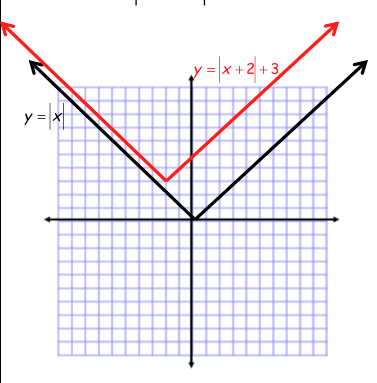 y = |x + 2| + 3
y = |x|